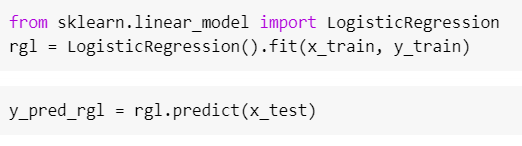 from sklearn.linear_model import LogisticRegression
rgl = LogisticRegression().fit(x_train, y_train)
y_pred_rgl = rgl.predict(x_test)